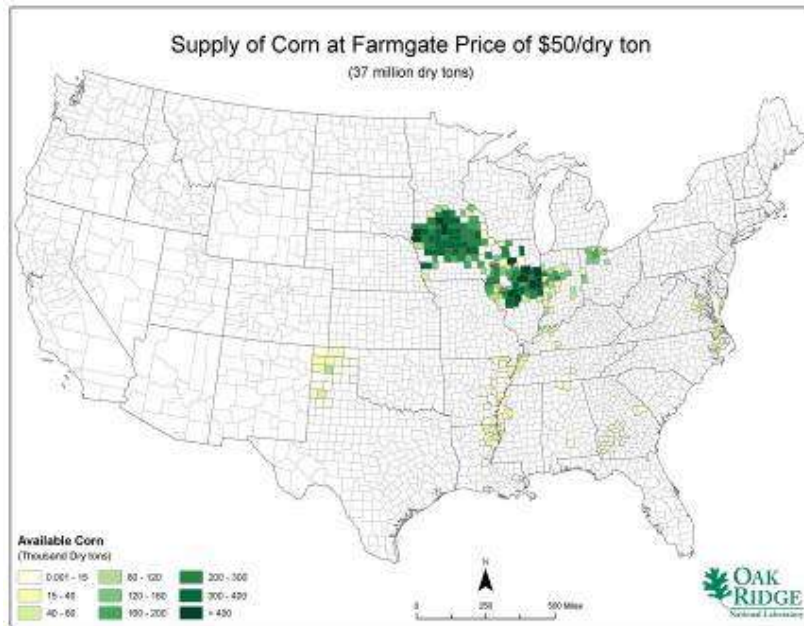 Supply of Corn at Farmgate Price of $50/dry ton
(37 million dry tons)
Available Corn
(Thousand Dry tons)
0.001 - 15
15 - 40
40 - 60
60 - 120
120 - 160
160 - 200
200 - 300
300 - 400
> 400
N
0 250 500 Miles
OAK
RIDGE
National Laboratory